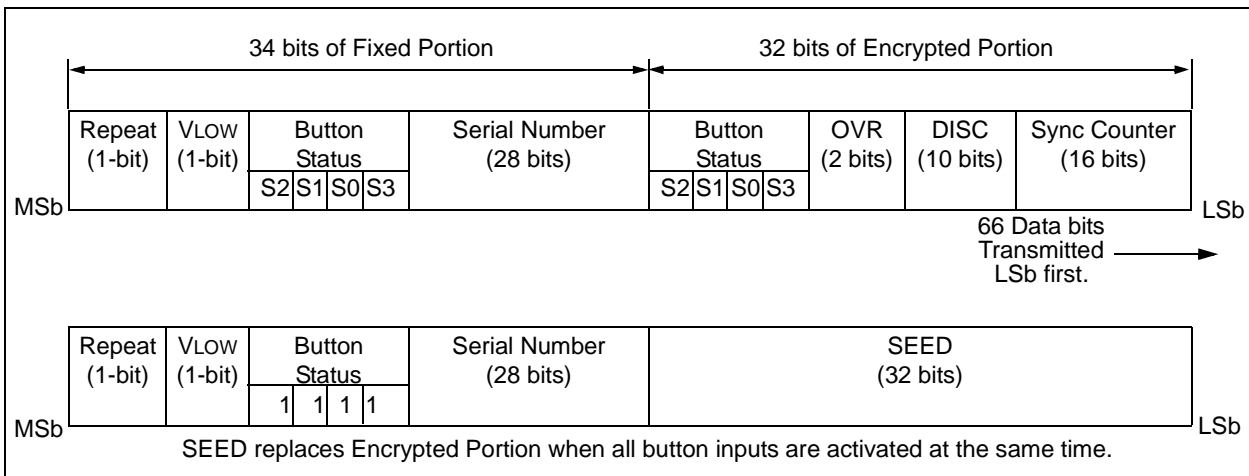 34 bits of Fixed Portion
32 bits of Encrypted Portion
Repeat VLOW Button Serial Number Button OVR DISC Sync Counter
(1-bit) (1-bit) Status (28 bits) Status (2 bits) (10 bits) (16 bits)
S2 S1 S0 S3 S2 S1 S0 S3
MSb LSb
66 Data bits
Transmitted
LSb first.
Repeat VLOW Button Serial Number SEED
(1-bit) (1-bit) Status (28 bits) (32 bits)
1 1 1 1
MSb LSb
SEED replaces Encrypted Portion when all button inputs are activated at the same time.